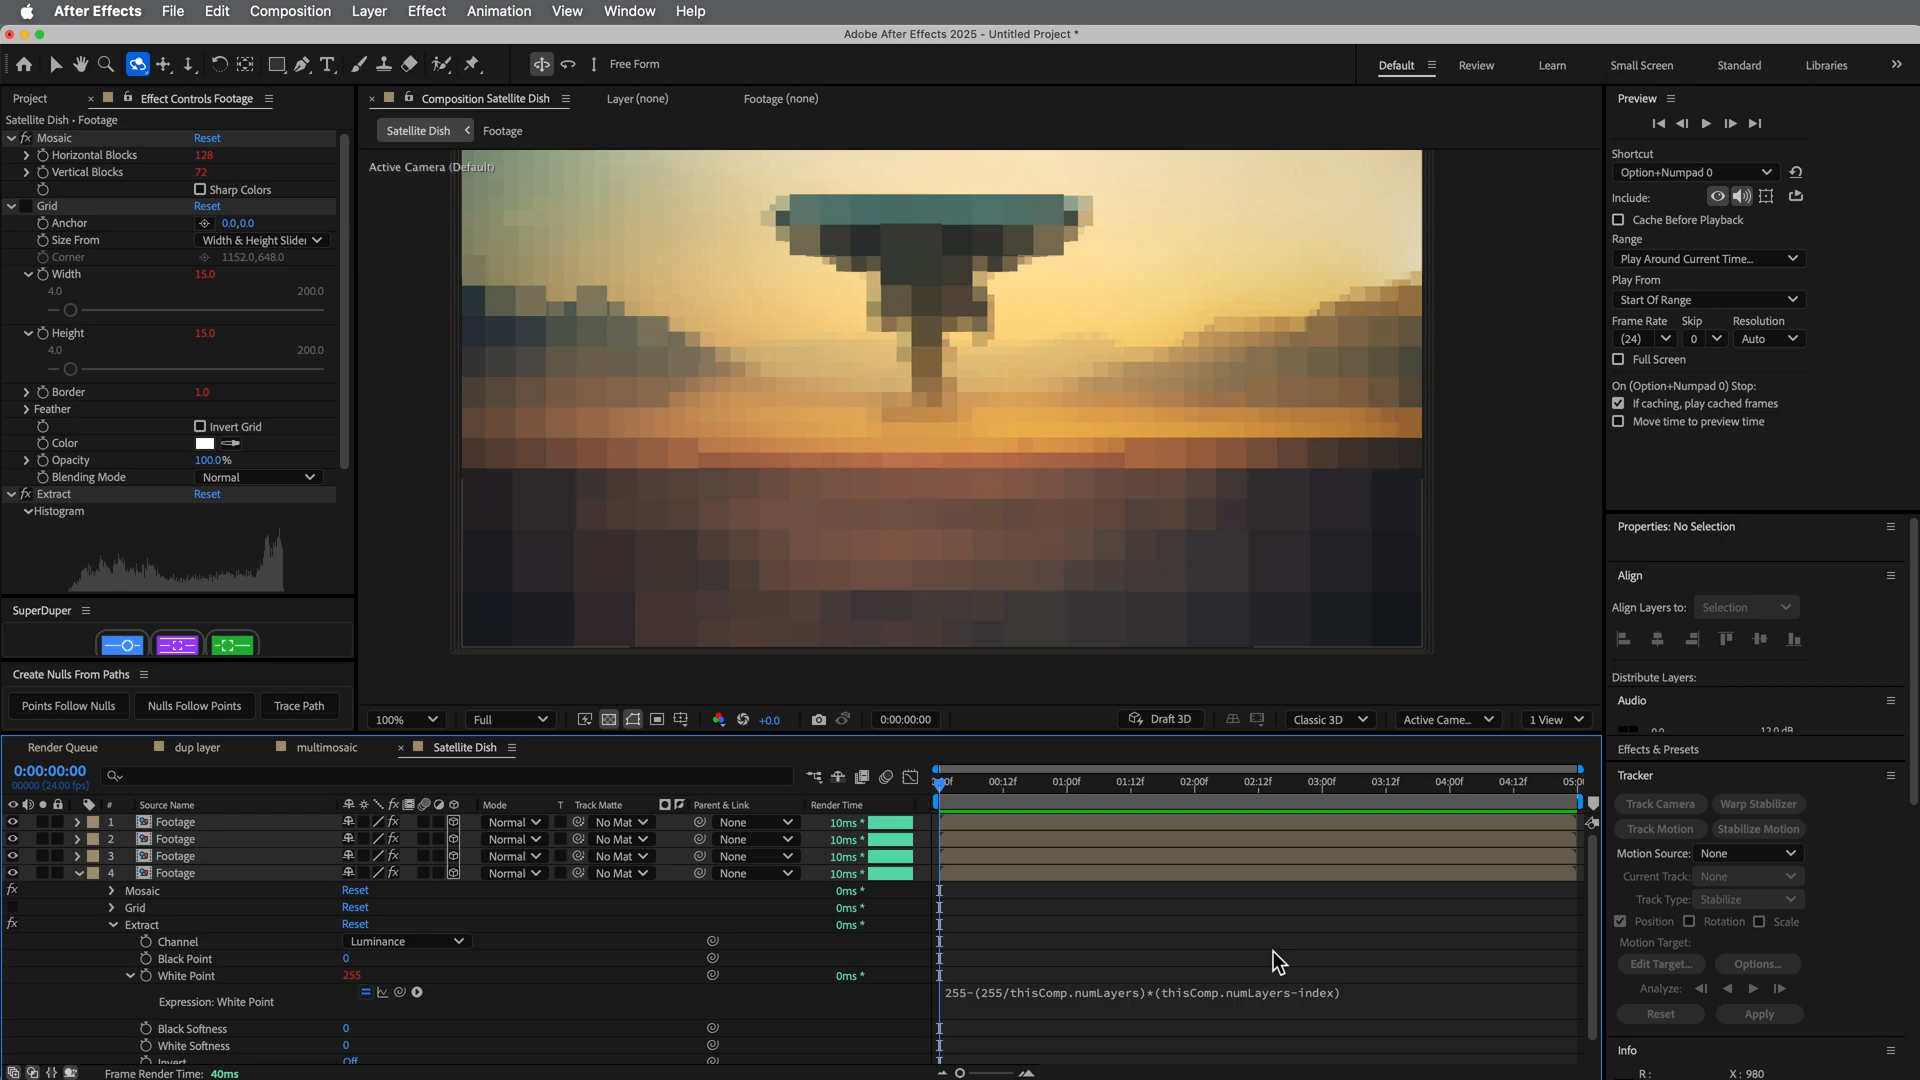 After Effects File Edit Composition Layer Effect Animation View Window Help
Adobe After Effects 2025 - Untitled Project *
Free Form
Default Review Learn Small Screen Standard Libraries
Project × Effect Controls Footage
Satellite Dish • Footage
fx Mosaic Reset
Horizontal Blocks 128
Vertical Blocks 72
Sharp Colors
Grid Reset
Anchor 0.0,0.0
Size From Width & Height Slider
Corner 1152.0,648.0
Width 15.0
4.0 200.0
Height 15.0
4.0 200.0
Border 1.0
Feather
Invert Grid
Color
Opacity 100.0%
Blending Mode Normal
fx Extract Reset
Histogram
SuperDuper
Create Nulls From Paths
Points Follow Nulls Nulls Follow Points Trace Path
× Composition Satellite Dish Layer (none) Footage (none)
Satellite Dish Footage
Active Camera (Default)
100% Full +0.0 0:00:00:00 Draft 3D Classic 3D Active Came... 1 View
Preview
Shortcut
Option+Numpad 0
Include:
Cache Before Playback
Range
Play Around Current Time...
Play From
Start Of Range
Frame Rate Skip Resolution
(24) 0 Auto
Full Screen
On (Option+Numpad 0) Stop:
If caching, play cached frames
Move time to preview time
Properties: No Selection
Align
Align Layers to: Selection
Distribute Layers:
Audio
0.0 12.0 dB
Effects & Presets
Tracker
Track Camera Warp Stabilizer
Track Motion Stabilize Motion
Motion Source: None
Current Track: None
Track Type: Stabilize
Position Rotation Scale
Motion Target:
Edit Target... Options...
Analyze:
Reset Apply
Info
R: X: 980
Render Queue dup layer multimosaic × Satellite Dish
0:00:00:00
00000 (24.00 fps)
00:12f 01:00f 01:12f 02:00f 02:12f 03:00f 03:12f 04:00f 04:12f
# Source Name fx Mode T Track Matte Parent & Link Render Time
1 Footage fx Normal No Mat None 10ms *
2 Footage fx Normal No Mat None 10ms *
3 Footage fx Normal No Mat None 10ms *
4 Footage fx Normal No Mat None 10ms *
fx Mosaic Reset 0ms *
Grid Reset 0ms *
fx Extract Reset 0ms *
Channel Luminance
Black Point 0
White Point 255 0ms *
Expression: White Point 255-(255/thisComp.numLayers)*(thisComp.numLayers-index)
Black Softness 0
White Softness 0
Invert Off
Frame Render Time: 40ms